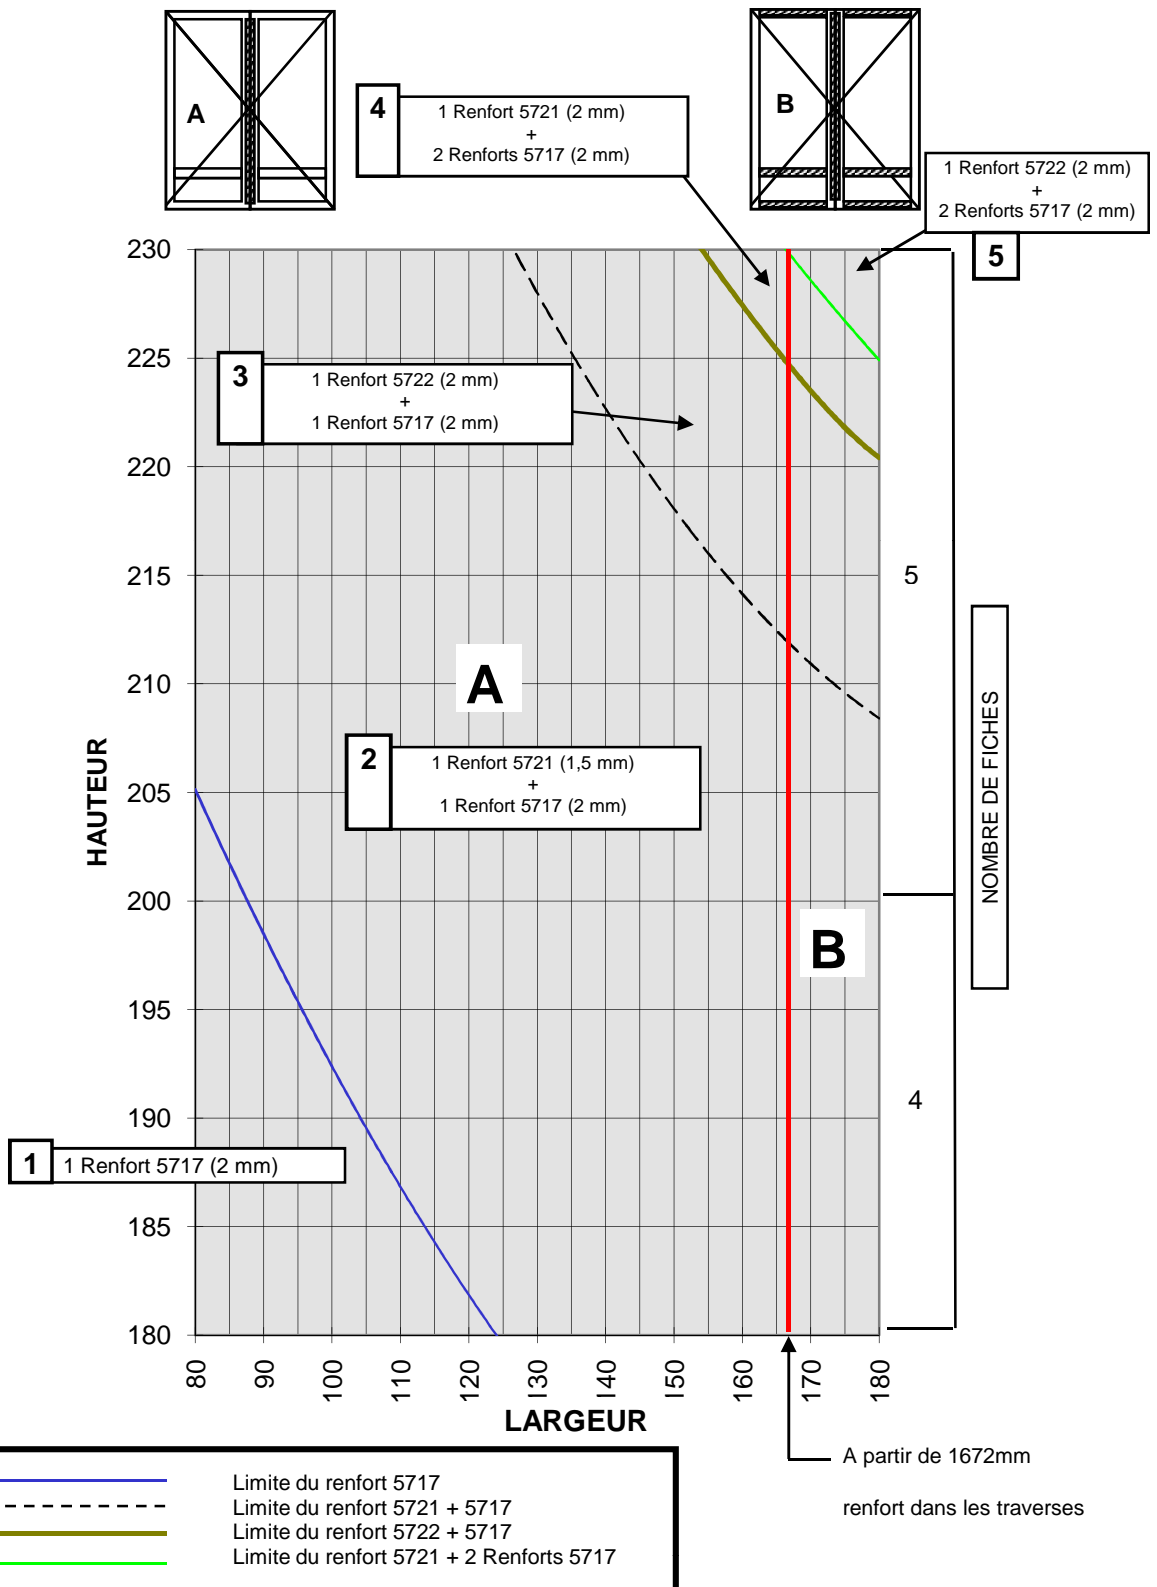 A
B
4
1 Renfort 5721 (2 mm)
+
2 Renforts 5717 (2 mm)
1 Renfort 5722 (2 mm)
+
2 Renforts 5717 (2 mm)
5
230
225
220
215
210
205
200
195
190
185
180
HAUTEUR
3
1 Renfort 5722 (2 mm)
+
1 Renfort 5717 (2 mm)
A
2
1 Renfort 5721 (1,5 mm)
+
1 Renfort 5717 (2 mm)
B
1
1 Renfort 5717 (2 mm)
5
4
NOMBRE DE FICHES
80
90
100
110
120
130
140
150
160
170
180
LARGEUR
A partir de 1672mm
renfort dans les traverses
Limite du renfort 5717
Limite du renfort 5721 + 5717
Limite du renfort 5722 + 5717
Limite du renfort 5721 + 2 Renforts 5717